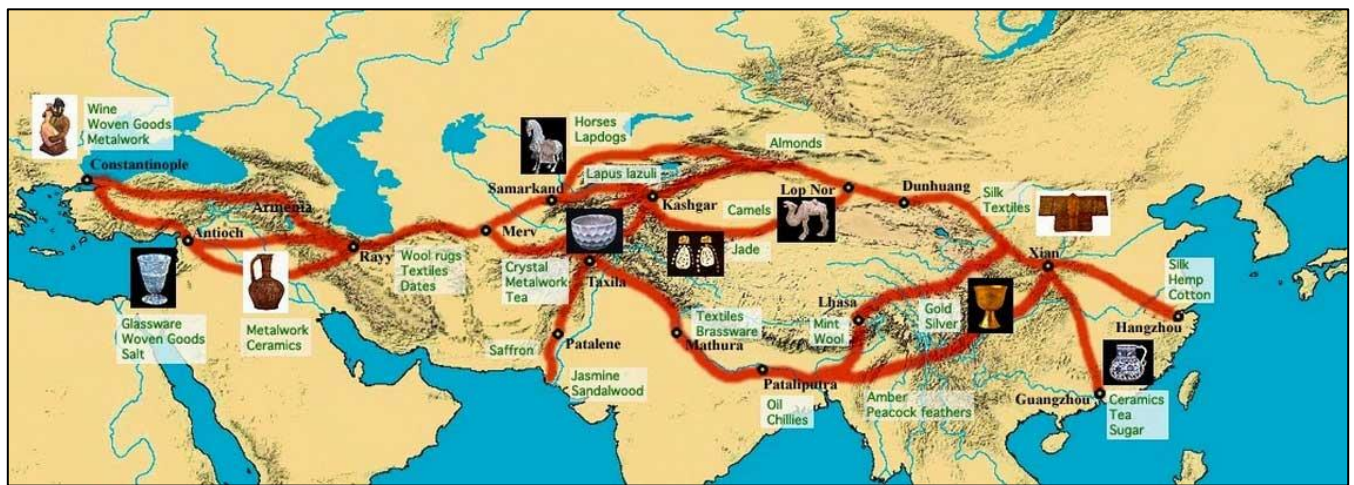 Wine
Woven Goods
Metalwork
Constantinople
Armenia
Antioch
Glassware
Woven Goods
Salt
Metalwork
Ceramics
Rayy
Wool rugs
Textiles
Dates
Merv
Samarkand
Horses
Lapdogs
Lapus lazuli
Kashgar
Almonds
Camels
Jade
Lop Nor
Dunhuang
Silk
Textiles
Xian
Silk
Hemp
Cotton
Hangzhou
Crystal
Metalwork
Tea
Taxila
Saffron
Patalene
Jasmine
Sandalwood
Textiles
Brassware
Mathura
Pataliputra
Oil
Chillies
Lhasa
Mint
Wool
Gold
Silver
Amber
Peacock feathers
Guangzhou
Ceramics
Tea
Sugar